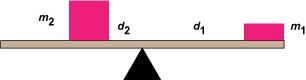 m₂ d₂ d₁ m₁